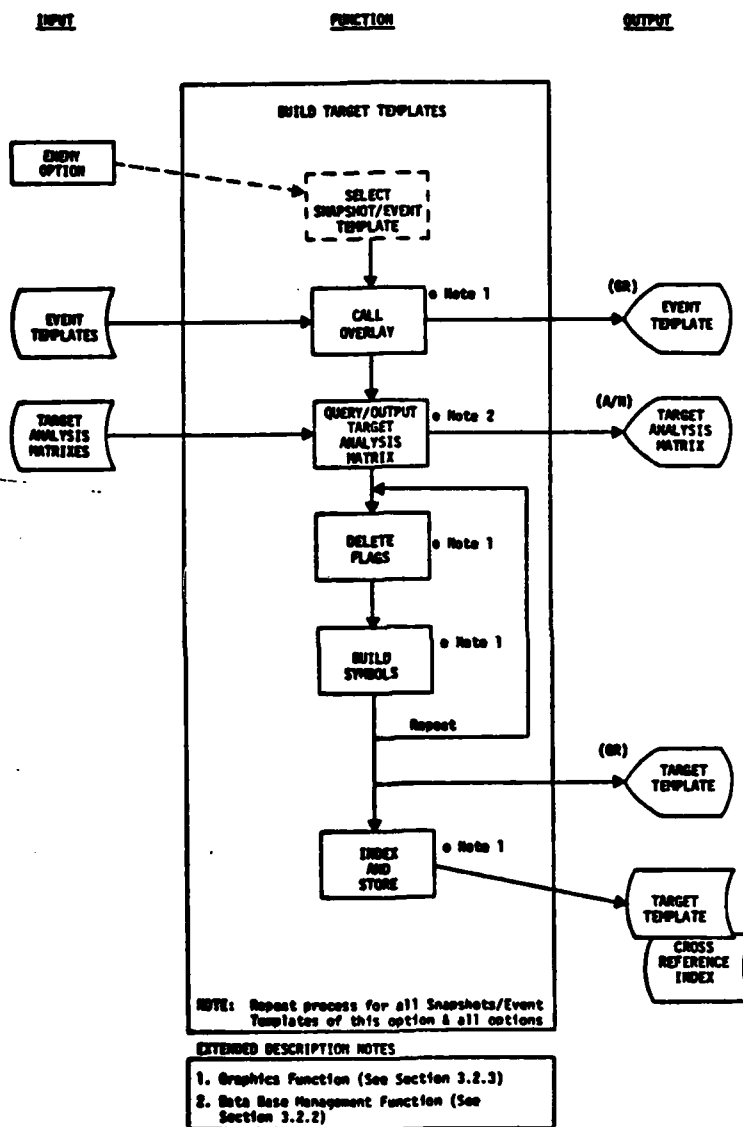 INPUT
FUNCTION
OUTPUT
BUILD TARGET TEMPLATES
ENEMY
OPTION
SELECT
SNAPSHOT/EVENT
TEMPLATE
EVENT
TEMPLATES
CALL
OVERLAY
● Note 1
(GR)
EVENT
TEMPLATE
TARGET
ANALYSIS
MATRIXES
QUERY/OUTPUT
TARGET
ANALYSIS
MATRIX
● Note 2
(A/N)
TARGET
ANALYSIS
MATRIX
DELETE
FLAGS
● Note 1
BUILD
SYMBOLS
● Note 1
Repeat
(GR)
TARGET
TEMPLATE
INDEX
AND
STORE
● Note 1
TARGET
TEMPLATE
CROSS
REFERENCE
INDEX
NOTE: Repeat process for all Snapshots/Event
Templates of this option & all options
EXTENDED DESCRIPTION NOTES
1. Graphics Function (See Section 3.2.3)
2. Data Base Management Function (See
Section 3.2.2)